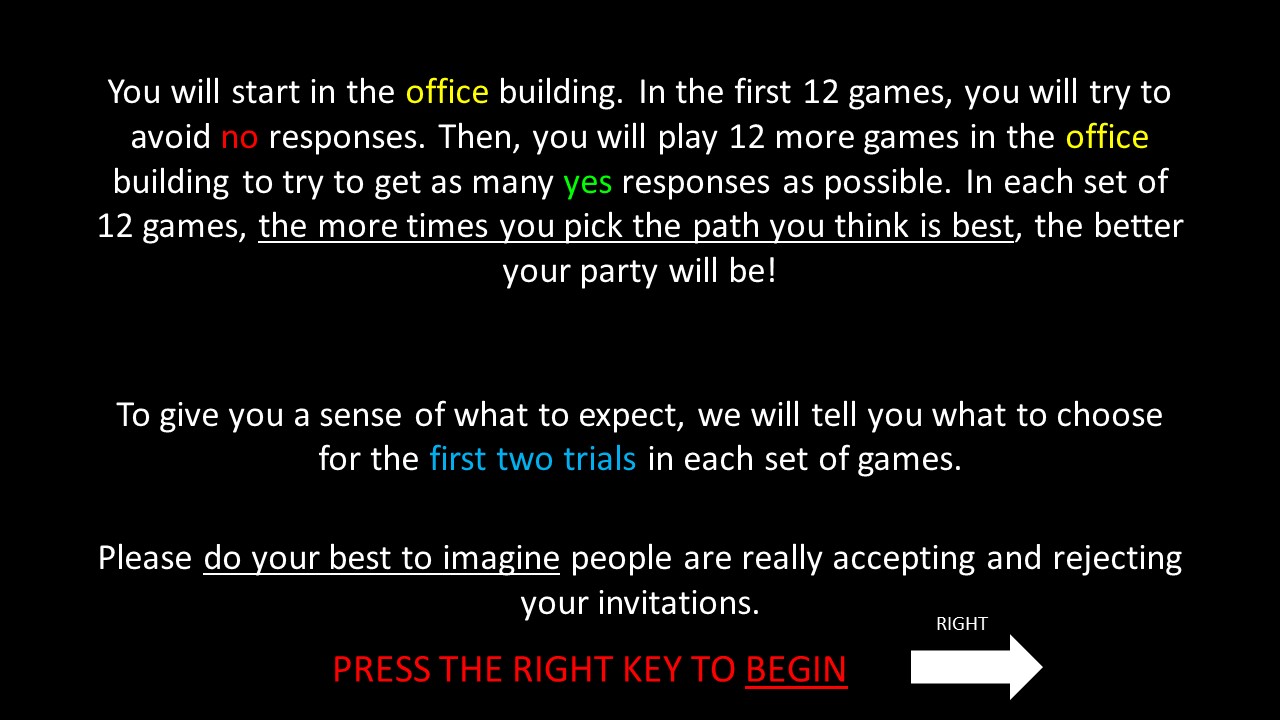 You will start in the office building. In the first 12 games, you will try to
avoid no responses. Then, you will play 12 more games in the office
building to try to get as many yes responses as possible. In each set of
12 games, the more times you pick the path you think is best, the better
your party will be!
To give you a sense of what to expect, we will tell you what to choose
for the first two trials in each set of games.
Please do your best to imagine people are really accepting and rejecting
your invitations.
RIGHT
PRESS THE RIGHT KEY TO BEGIN